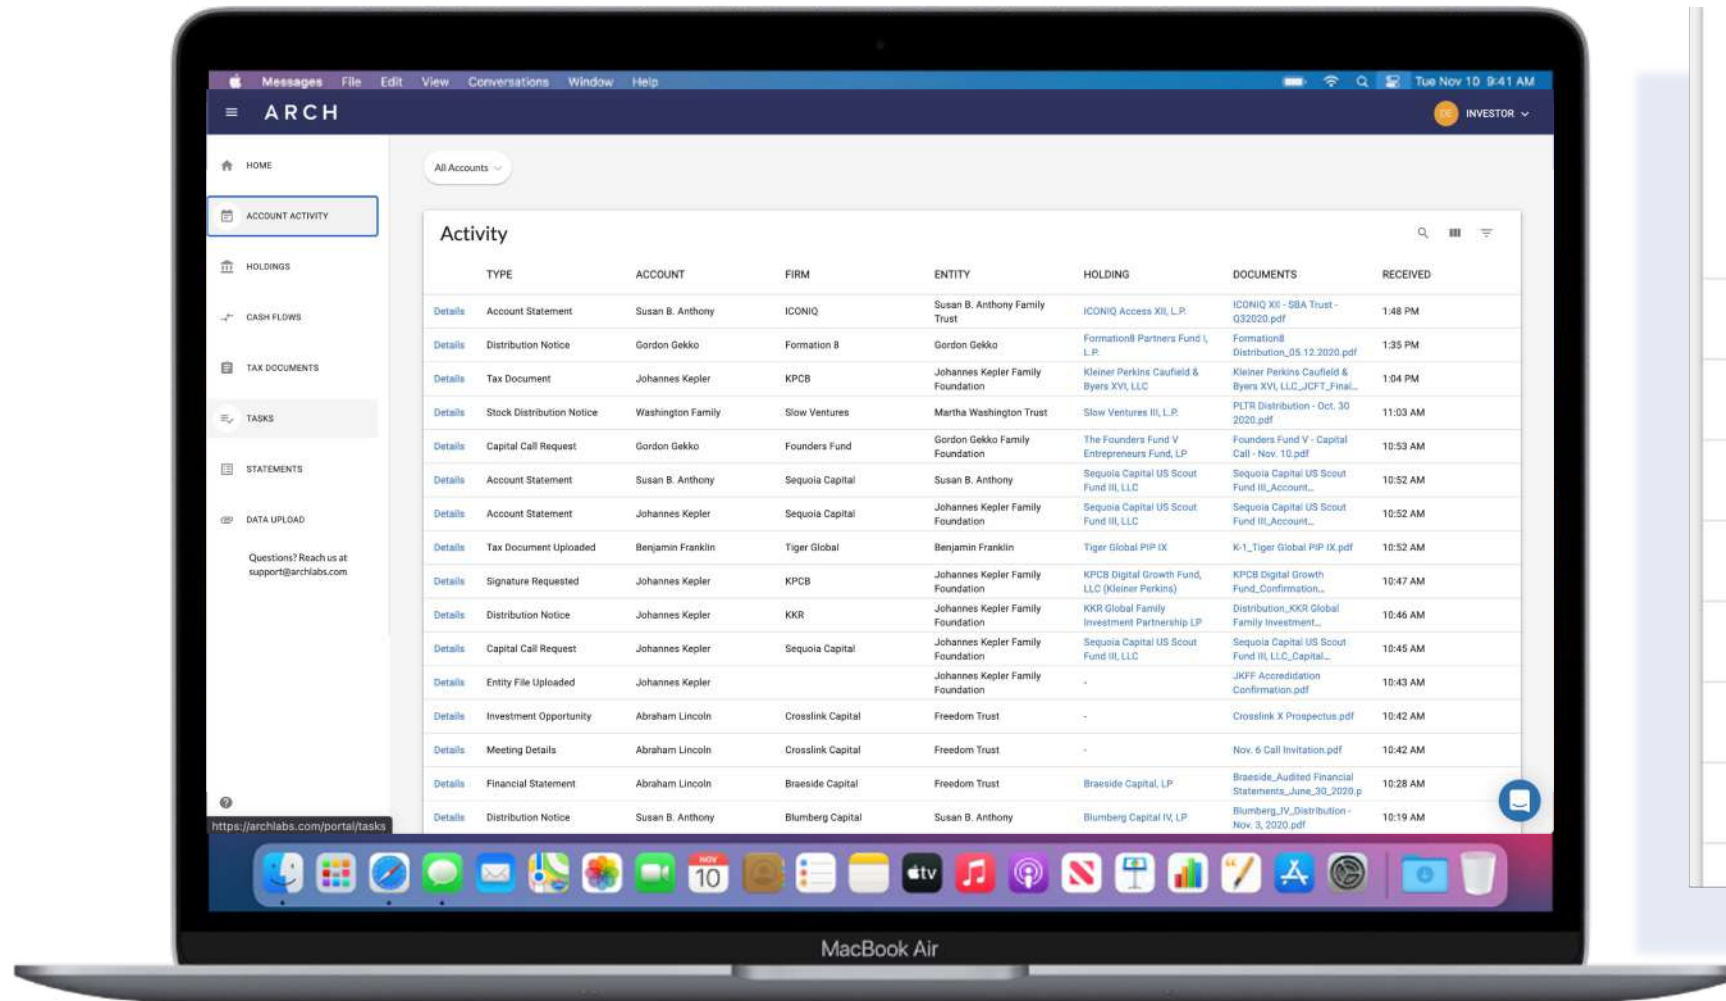 Messages File Edit View Conversations Window Help Tue Nov 10 9:41 AM
ARCH
DE INVESTOR
HOME
ACCOUNT ACTIVITY
HOLDINGS
CASH FLOWS
TAX DOCUMENTS
TASKS
STATEMENTS
DATA UPLOAD
Questions? Reach us at
support@archlabs.com
https://archlabs.com/portal/tasks
All Accounts
Activity
TYPE ACCOUNT FIRM ENTITY HOLDING DOCUMENTS RECEIVED
Details Account Statement Susan B. Anthony ICONIQ Susan B. Anthony Family ICONIQ Access XII, L.P. ICONIQ XII - SBA Trust - 1:48 PM
Trust Q32020.pdf
Details Distribution Notice Gordon Gekko Formation 8 Gordon Gekko Formation8 Partners Fund I, Formation8 1:35 PM
L.P. Distribution_05.12.2020.pdf
Details Tax Document Johannes Kepler KPCB Johannes Kepler Family Kleiner Perkins Caufield & Kleiner Perkins Caufield & 1:04 PM
Foundation Byers XVI, LLC Byers XVI, LLC_JCFT_Final...
Details Stock Distribution Notice Washington Family Slow Ventures Martha Washington Trust Slow Ventures III, L.P. PLTR Distribution - Oct. 30 11:03 AM
2020.pdf
Details Capital Call Request Gordon Gekko Founders Fund Gordon Gekko Family The Founders Fund V Founders Fund V - Capital 10:53 AM
Foundation Entrepreneurs Fund, LP Call - Nov. 10.pdf
Details Account Statement Susan B. Anthony Sequoia Capital Susan B. Anthony Sequoia Capital US Scout Sequoia Capital US Scout 10:52 AM
Fund III, LLC Fund III_Account...
Details Account Statement Johannes Kepler Sequoia Capital Johannes Kepler Family Sequoia Capital US Scout Sequoia Capital US Scout 10:52 AM
Foundation Fund III, LLC Fund III_Account...
Details Tax Document Uploaded Benjamin Franklin Tiger Global Benjamin Franklin Tiger Global PIP IX K-1_Tiger Global PIP IX.pdf 10:52 AM
Details Signature Requested Johannes Kepler KPCB Johannes Kepler Family KPCB Digital Growth Fund, KPCB Digital Growth 10:47 AM
Foundation LLC (Kleiner Perkins) Fund_Confirmation...
Details Distribution Notice Johannes Kepler KKR Johannes Kepler Family KKR Global Family Distribution_KKR Global 10:46 AM
Foundation Investment Partnership LP Family Investment...
Details Capital Call Request Johannes Kepler Sequoia Capital Johannes Kepler Family Sequoia Capital US Scout Sequoia Capital US Scout 10:45 AM
Foundation Fund III, LLC Fund III, LLC_Capital...
Details Entity File Uploaded Johannes Kepler Johannes Kepler Family - JKFF Accredidation 10:43 AM
Foundation Confirmation.pdf
Details Investment Opportunity Abraham Lincoln Crosslink Capital Freedom Trust - Crosslink X Prospectus.pdf 10:42 AM
Details Meeting Details Abraham Lincoln Crosslink Capital Freedom Trust - Nov. 6 Call Invitation.pdf 10:42 AM
Details Financial Statement Abraham Lincoln Braeside Capital Freedom Trust Braeside Capital, LP Braeside_Audited Financial 10:28 AM
Statements_June_30_2020.p
Details Distribution Notice Susan B. Anthony Blumberg Capital Susan B. Anthony Blumberg Capital IV, LP Blumberg_IV_Distribution - 10:19 AM
Nov. 3, 2020.pdf
NOV
10
tv
MacBook Air